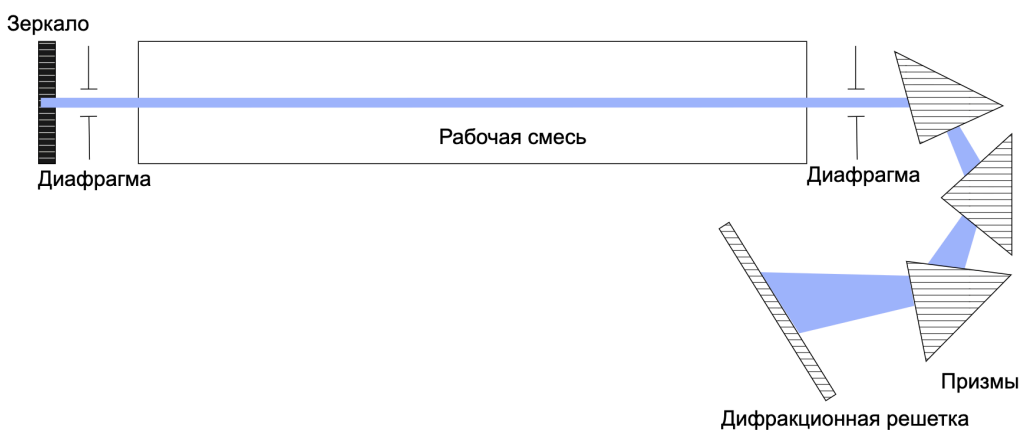 Зеркало
Рабочая смесь
Диафрагма
Диафрагма
Призмы
Дифракционная решетка